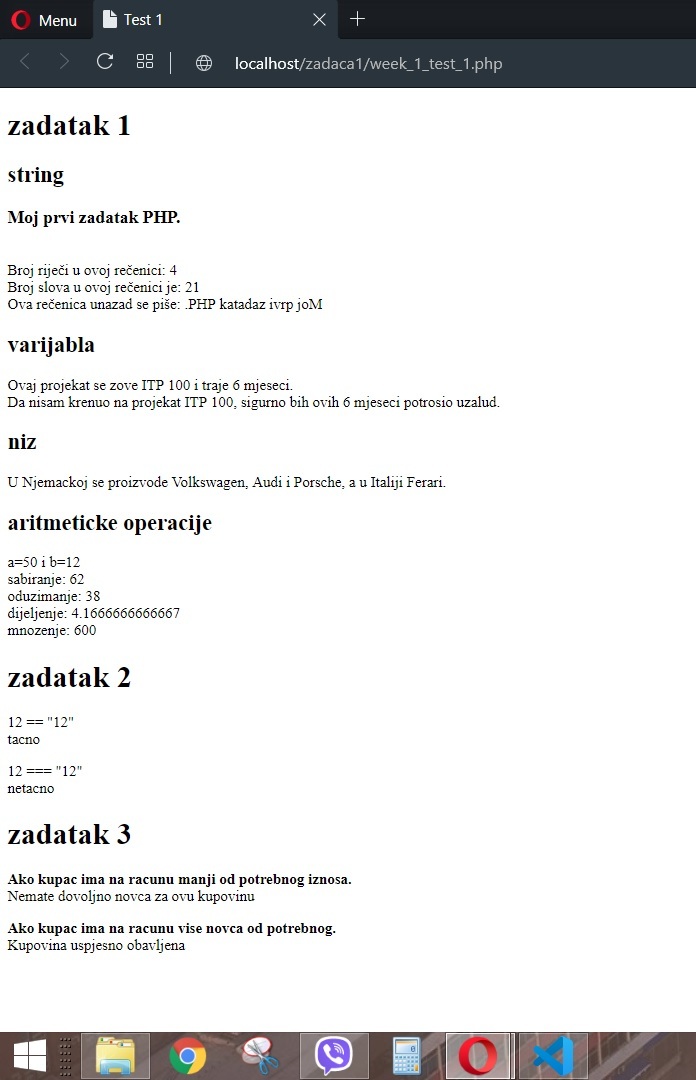 Menu
Test 1
localhost/zadaca1/week_1_test_1.php
zadatak 1
string
Moj prvi zadatak PHP.
Broj riječi u ovoj rečenici: 4
Broj slova u ovoj rečenici je: 21
Ova rečenica unazad se piše: .PHP katadaz ivrp joM
varijabla
Ovaj projekat se zove ITP 100 i traje 6 mjeseci.
Da nisam krenuo na projekat ITP 100, sigurno bih ovih 6 mjeseci potrosio uzalud.
niz
U Njemackoj se proizvode Volkswagen, Audi i Porsche, a u Italiji Ferari.
aritmeticke operacije
a=50 i b=12
sabiranje: 62
oduzimanje: 38
dijeljenje: 4.1666666666667
mnozenje: 600
zadatak 2
12 == "12"
tacno
12 === "12"
netacno
zadatak 3
Ako kupac ima na racunu manji od potrebnog iznosa.
Nemate dovoljno novca za ovu kupovinu
Ako kupac ima na racunu vise novca od potrebnog.
Kupovina uspjesno obavljena